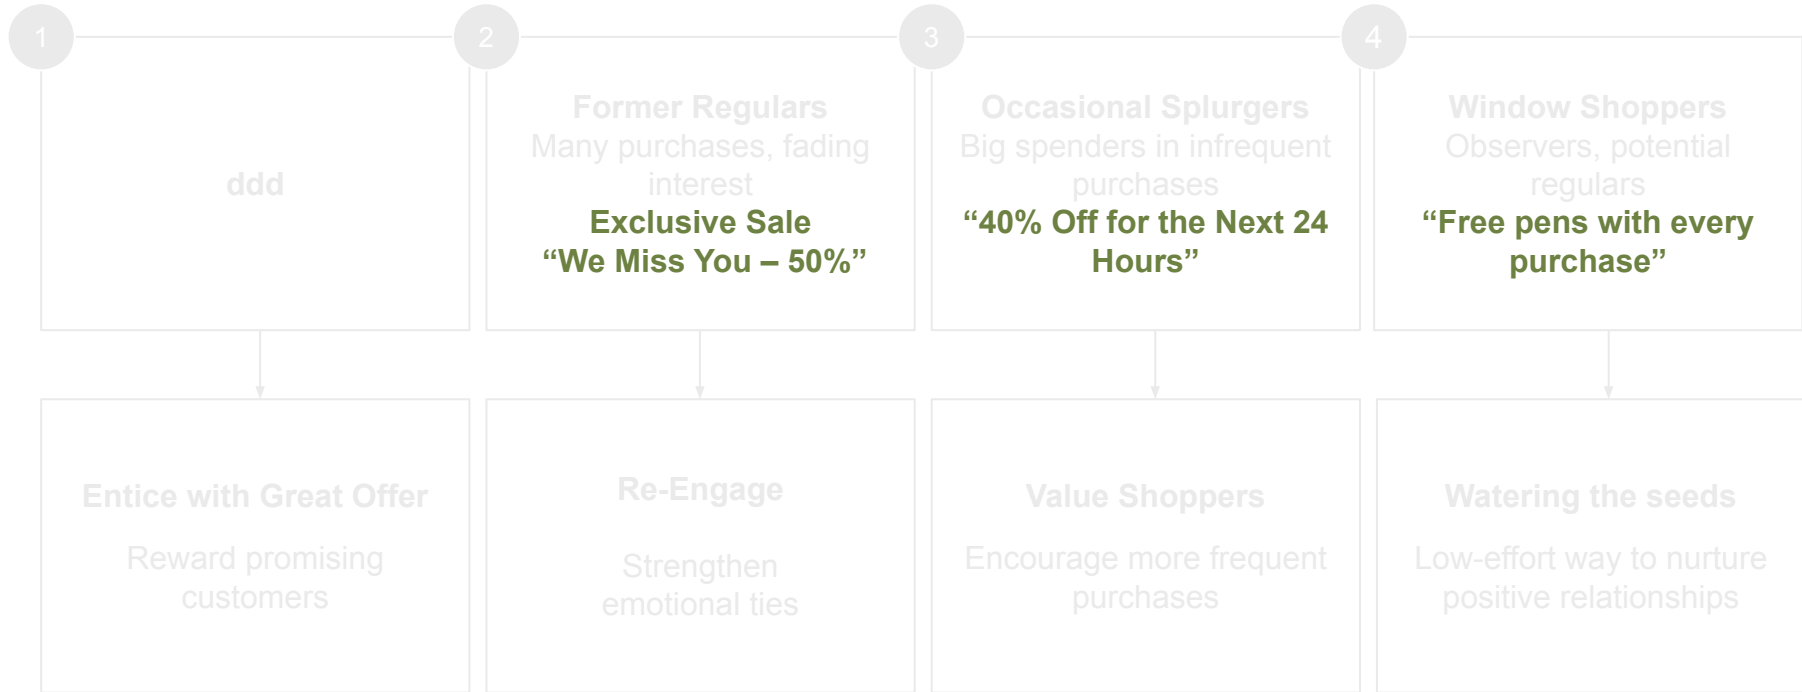 1
2
3
4
ddd
Former Regulars
Many purchases, fading
interest
Exclusive Sale
“We Miss You – 50%”
Occasional Splurgers
Big spenders in infrequent
purchases
“40% Off for the Next 24
Hours”
Window Shoppers
Observers, potential
regulars
“Free pens with every
purchase”
Entice with Great Offer
Reward promising
customers
Re-Engage
Strengthen
emotional ties
Value Shoppers
Encourage more frequent
purchases
Watering the seeds
Low-effort way to nurture
positive relationships